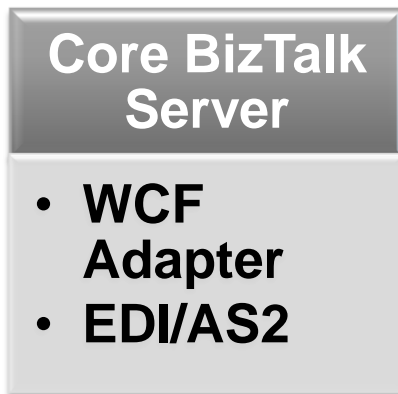 Core BizTalk
Server
• WCF
Adapter
• EDI/AS2